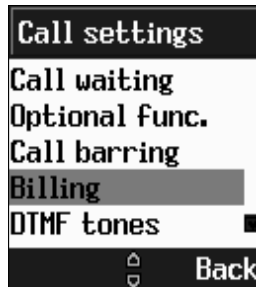 Call settings
Call waiting
Optional func.
Call barring
Billing
DTMF tones
Back